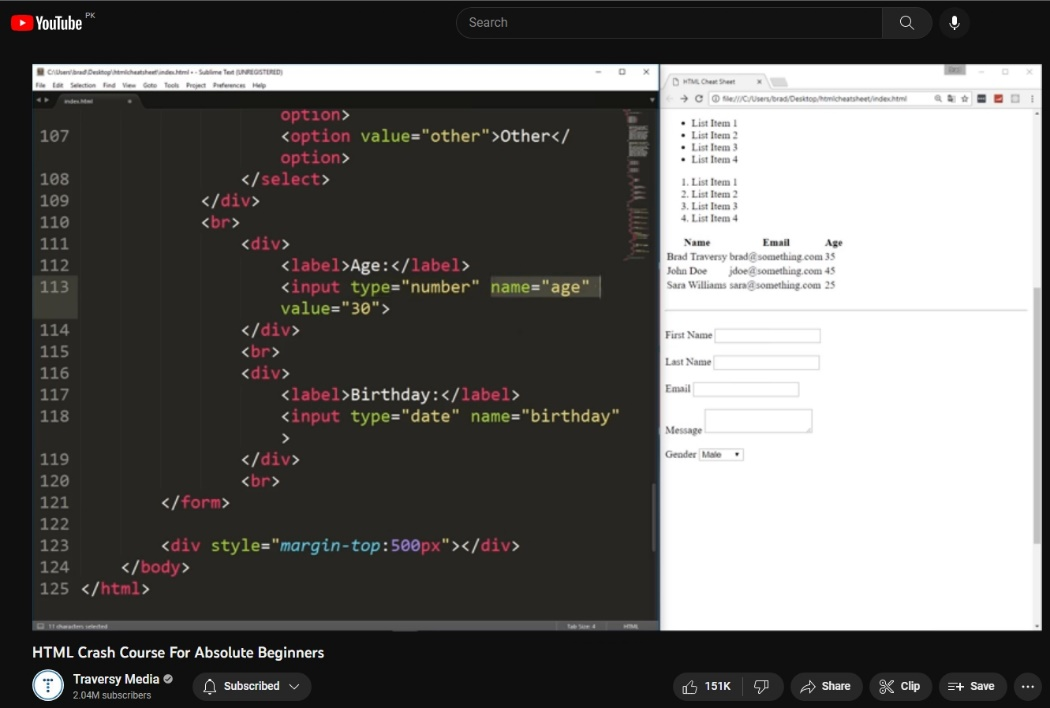 YouTube PK
Search
C:\Users\brad\Desktop\htmlcheatsheet\index.html • - Sublime Text (UNREGISTERED)
File Edit Selection Find View Goto Tools Project Preferences Help
index.html
option>
107 <option value="other">Other</
option>
108 </select>
109 </div>
110 <br>
111 <div>
112 <label>Age:</label>
113 <input type="number" name="age"
value="30">
114 </div>
115 <br>
116 <div>
117 <label>Birthday:</label>
118 <input type="date" name="birthday"
>
119 </div>
120 <br>
121 </form>
122
123 <div style="margin-top:500px"></div>
124 </body>
125 </html>
11 characters selected
Tab Size: 4 HTML
HTML Cheat Sheet
file:///C:/Users/brad/Desktop/htmlcheatsheet/index.html
• List Item 1
• List Item 2
• List Item 3
• List Item 4
1. List Item 1
2. List Item 2
3. List Item 3
4. List Item 4
Name Email Age
Brad Traversy brad@something.com 35
John Doe jdoe@something.com 45
Sara Williams sara@something.com 25
First Name
Last Name
Email
Message
Gender Male
HTML Crash Course For Absolute Beginners
Traversy Media
2.04M subscribers
Subscribed
151K
Share
Clip
Save